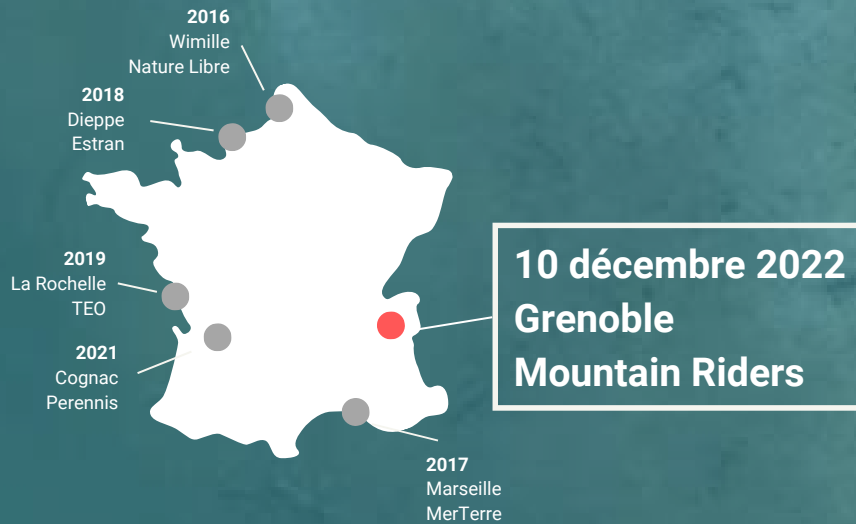 2016
Wimille
Nature Libre
2018
Dieppe
Estran
2019
La Rochelle
TEO
2021
Cognac
Perennis
10 décembre 2022
Grenoble
Mountain Riders
2017
Marseille
MerTerre